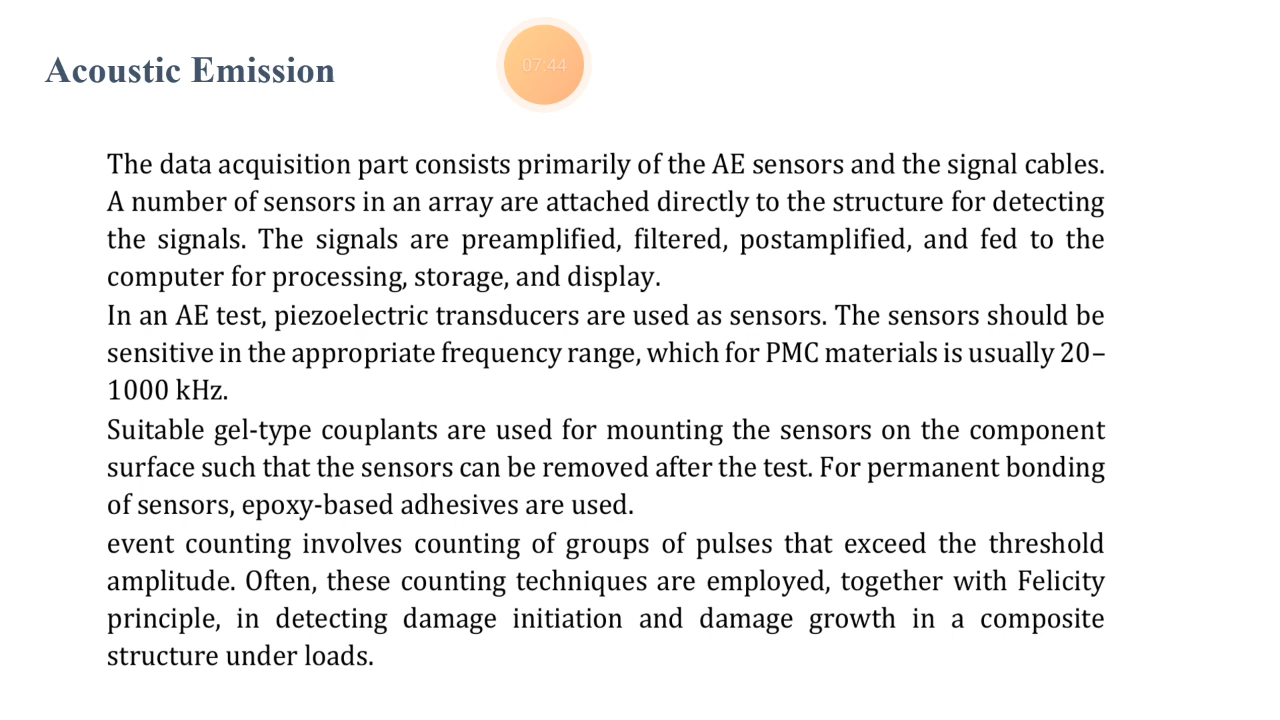 Acoustic Emission
07:44
The data acquisition part consists primarily of the AE sensors and the signal cables.
A number of sensors in an array are attached directly to the structure for detecting
the signals. The signals are preamplified, filtered, postamplified, and fed to the
computer for processing, storage, and display.
In an AE test, piezoelectric transducers are used as sensors. The sensors should be
sensitive in the appropriate frequency range, which for PMC materials is usually 20–
1000 kHz.
Suitable gel-type couplants are used for mounting the sensors on the component
surface such that the sensors can be removed after the test. For permanent bonding
of sensors, epoxy-based adhesives are used.
event counting involves counting of groups of pulses that exceed the threshold
amplitude. Often, these counting techniques are employed, together with Felicity
principle, in detecting damage initiation and damage growth in a composite
structure under loads.